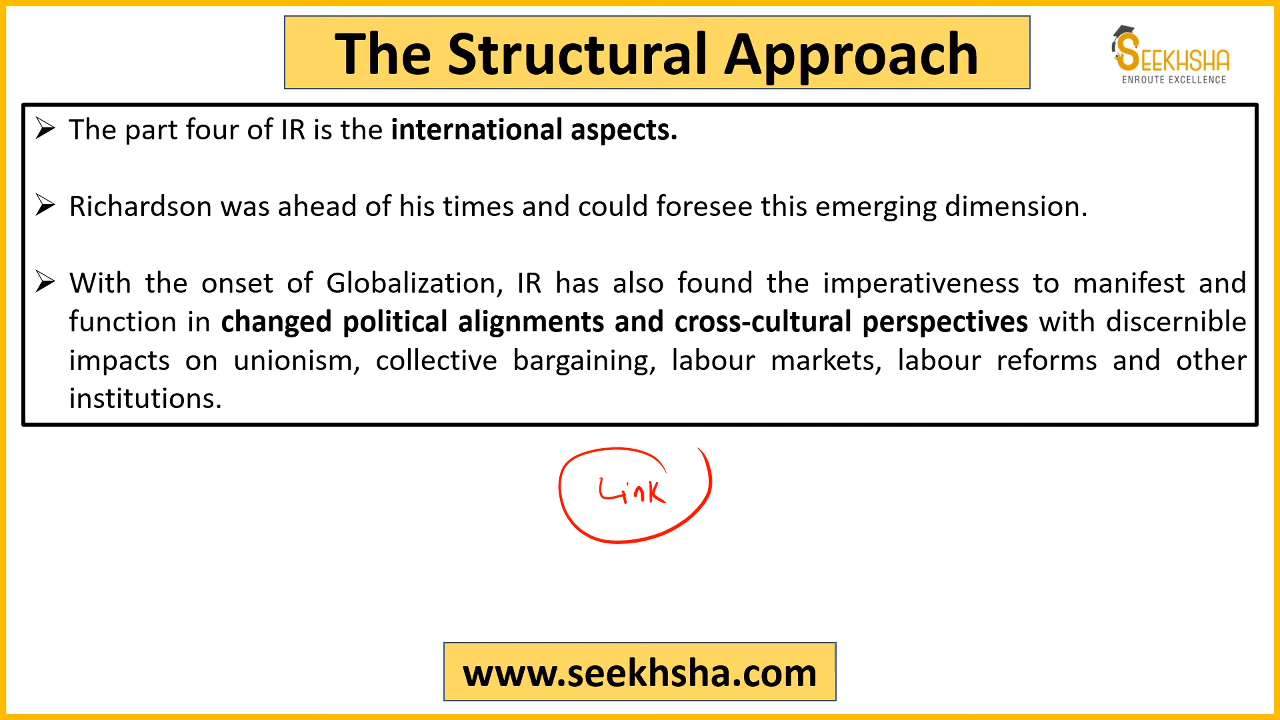 The Structural Approach
SEEKHSHA
ENROUTE EXCELLENCE
➢ The part four of IR is the international aspects.
➢ Richardson was ahead of his times and could foresee this emerging dimension.
➢ With the onset of Globalization, IR has also found the imperativeness to manifest and
function in changed political alignments and cross-cultural perspectives with discernible
impacts on unionism, collective bargaining, labour markets, labour reforms and other
institutions.
Link
www.seekhsha.com